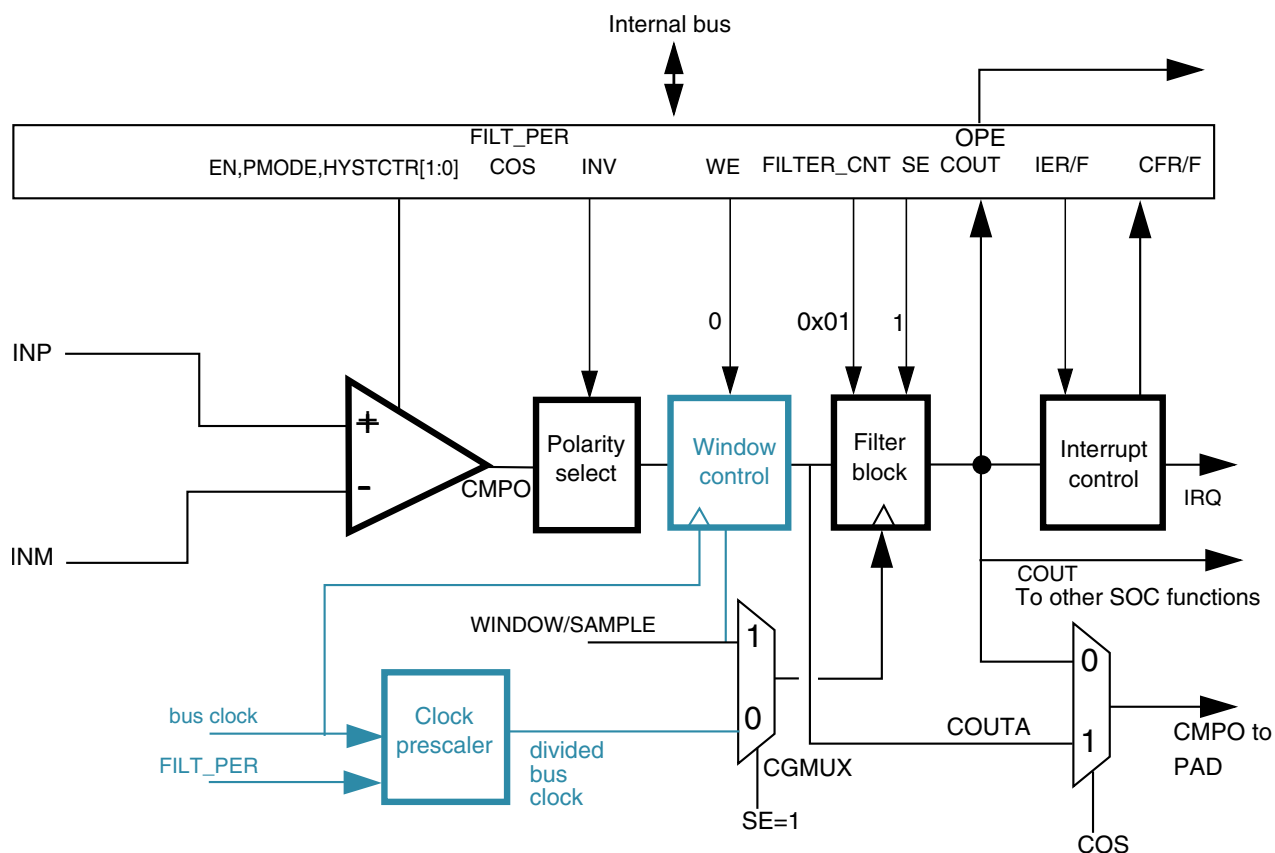 Internal bus
FILT_PER
OPE
EN,PMODE,HYSTCTR[1:0]
COS
INV
WE
FILTER_CNT
SE
COUT
IER/F
CFR/F
0
0x01
1
INP
+
-
INM
CMPO
Polarity
select
Window
control
Filter
block
Interrupt
control
IRQ
COUT
To other SOC functions
WINDOW/SAMPLE
1
0
CGMUX
SE=1
bus clock
FILT_PER
Clock
prescaler
divided
bus
clock
COUTA
0
1
CMPO to
PAD
COS